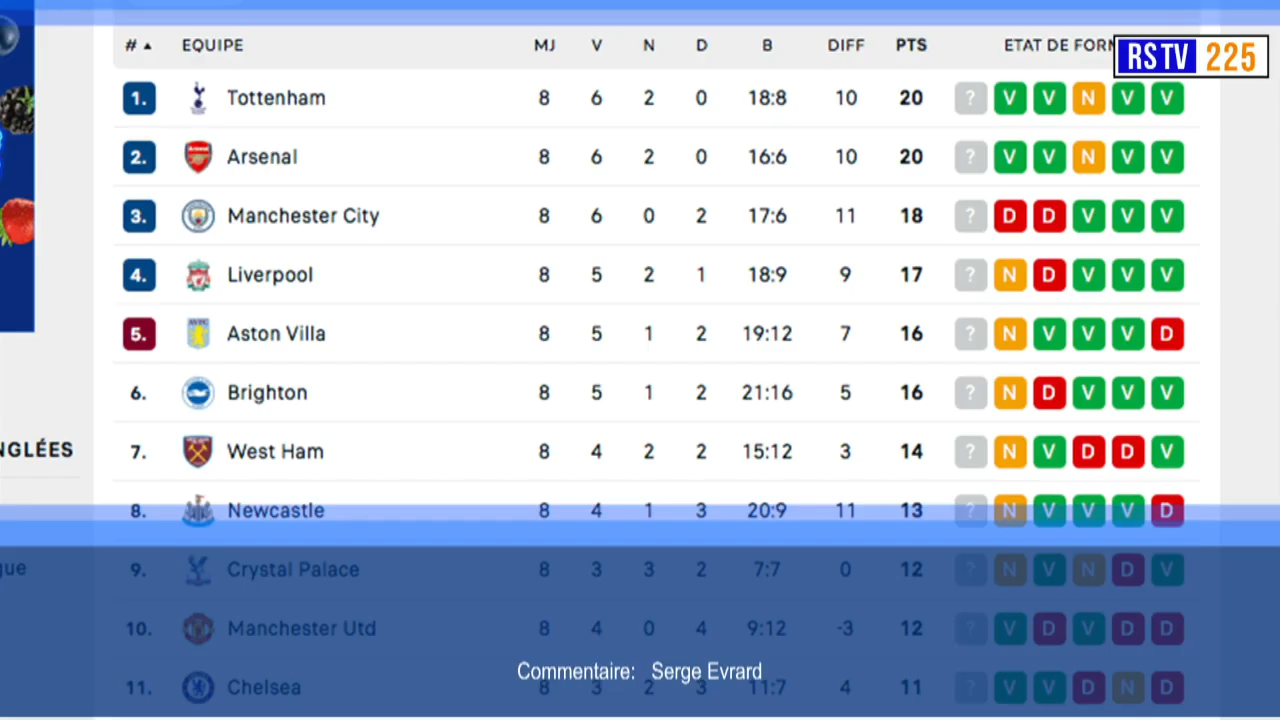 # ▲ EQUIPE MJ V N D B DIFF PTS ETAT DE FORM
RSTV 225
1. Tottenham 8 6 2 0 18:8 10 20 ? V V N V V
2. Arsenal 8 6 2 0 16:6 10 20 ? V V N V V
3. Manchester City 8 6 0 2 17:6 11 18 ? D D V V V
4. Liverpool 8 5 2 1 18:9 9 17 ? N D V V V
5. Aston Villa 8 5 1 2 19:12 7 16 ? N V V V D
6. Brighton 8 5 1 2 21:16 5 16 ? N D V V V
NGLÉES
7. West Ham 8 4 2 2 15:12 3 14 ? N V D D V
8. Newcastle 8 4 1 3 20:9 11 13 ? N V V V D
gue
9. Crystal Palace 8 3 3 2 7:7 0 12 ? N V N D V
10. Manchester Utd 8 4 0 4 9:12 -3 12 ? V D V D D
Commentaire: Serge Evrard
11. Chelsea 8 3 2 3 11:7 4 11 ? V V D N D